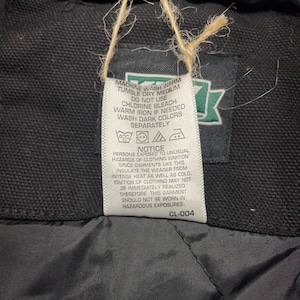 MACHINE WASH WARM
TUMBLE DRY MEDIUM
DO NOT USE
CHLORINE BLEACH
WARM IRON IF NEEDED
WASH DARK COLORS
SEPARATELY
NOTICE
PERSONS EXPOSED TO UNUSUAL
HAZARDS OF CLOTHING IGNITION
SINCE GARMENTS LIKE THIS
INSULATE THE WEARER FROM
INTENSE HEAT AS WELL AS COLD,
IGNITION OF CLOTHING MAY NOT
BE IMMEDIATELY REALIZED
THEREFORE, THIS GARMENT
SHOULD NOT BE WORN IN
HAZARDOUS EXPOSURES.
CL-004